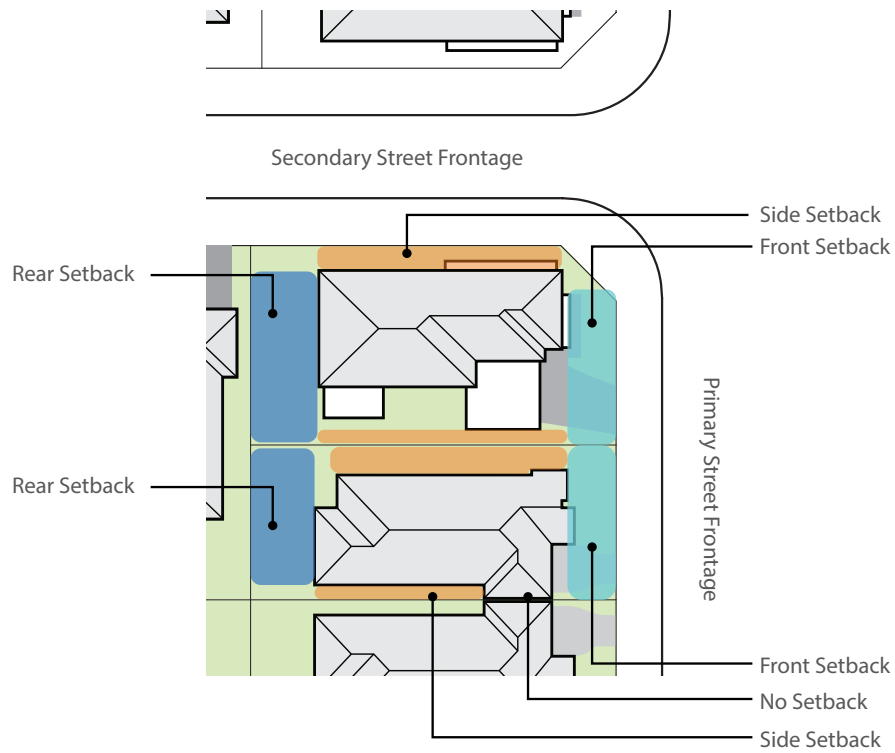 Secondary Street Frontage
Side Setback
Front Setback
Rear Setback
Primary Street Frontage
Rear Setback
Front Setback
No Setback
Side Setback